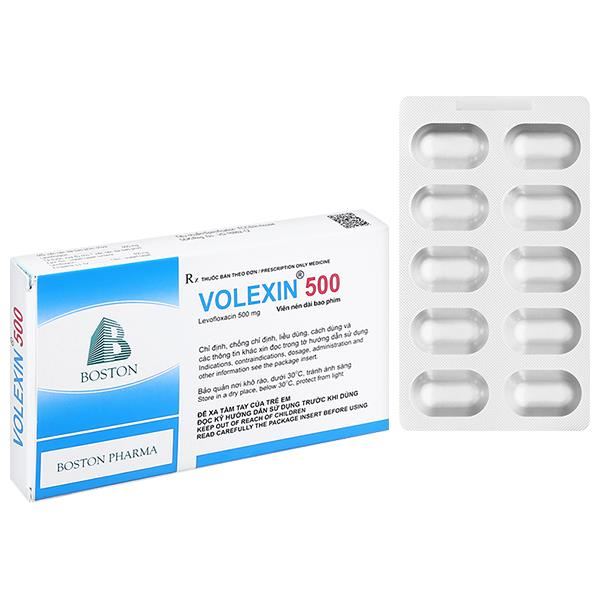 Rx THUỐC BÁN THEO ĐƠN / PRESCRIPTION ONLY MEDICINE
VOLEXIN® 500
Levofloxacin 500 mg Viên nén dài bao phim
Chỉ định, chống chỉ định, liều dùng, cách dùng và
các thông tin khác xin đọc trong tờ hướng dẫn sử dụng
Indications, contraindications, dosage, administration and
other information see the package insert.
Bảo quản nơi khô ráo, dưới 30°C, tránh ánh sáng
Store in a dry place, below 30°C, protect from light
ĐỂ XA TẦM TAY CỦA TRẺ EM
ĐỌC KỸ HƯỚNG DẪN SỬ DỤNG TRƯỚC KHI DÙNG
KEEP OUT OF REACH OF CHILDREN
READ CAREFULLY THE PACKAGE INSERT BEFORE USING
BOSTON
BOSTON PHARMA
VOLEXIN® 500